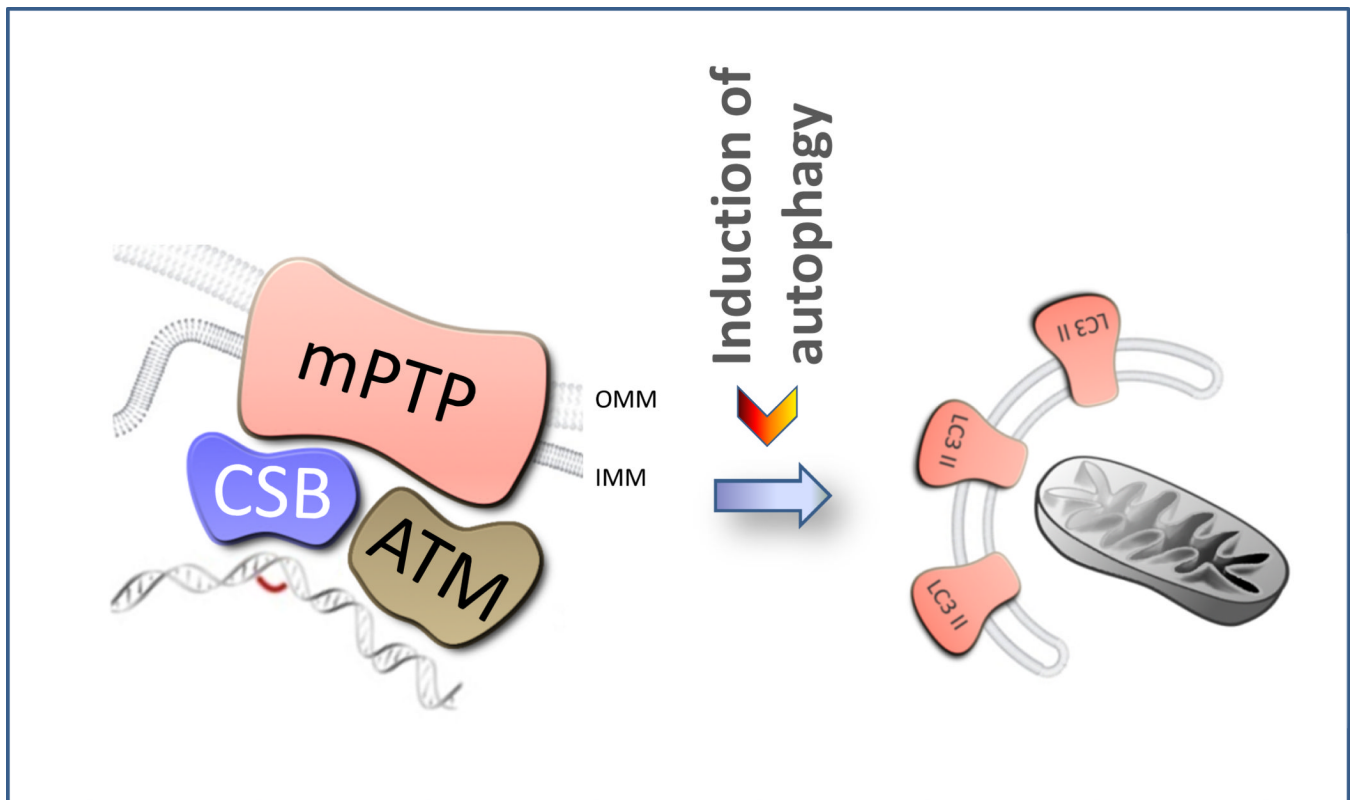 mPTP
CSB
ATM
OMM
IMM
Induction of
autophagy
LC3 II
LC3 II
LC3 II